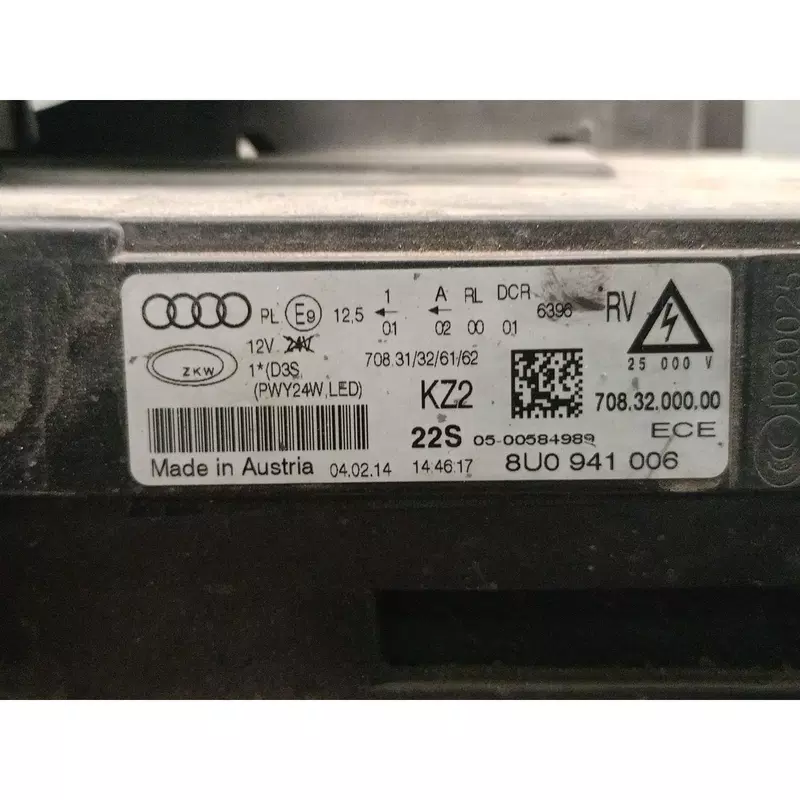 PL E9 12,5 1 A RL DCR 6396 RV
01 02 00 01
12V 24V
ZKW
1*(D3S,
(PWY24W,LED)
708.31/32/61/62
25 000 V
KZ2
708.32.000.00
22S 05-00584989 ECE
Made in Austria 04.02.14 14:46:17 8U0 941 006